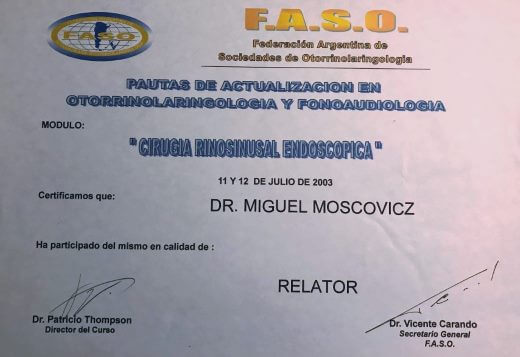 F.A.S.O.
FASO
Federación Argentina de
Sociedades de Otorrinolaringologia
PAUTAS DE ACTUALIZACION EN
OTORRINOLARINGOLOGIA Y FONOAUDIOLOGIA
MODULO:
" CIRUGIA RINOSINUSAL ENDOSCOPICA "
11 Y 12 DE JULIO DE 2003
Certificamos que:
DR. MIGUEL MOSCOVICZ
Ha participado del mismo en calidad de :
RELATOR
Dr. Patricio Thompson
Director del Curso
Dr. Vicente Carando
Secretario General
F.A.S.O.